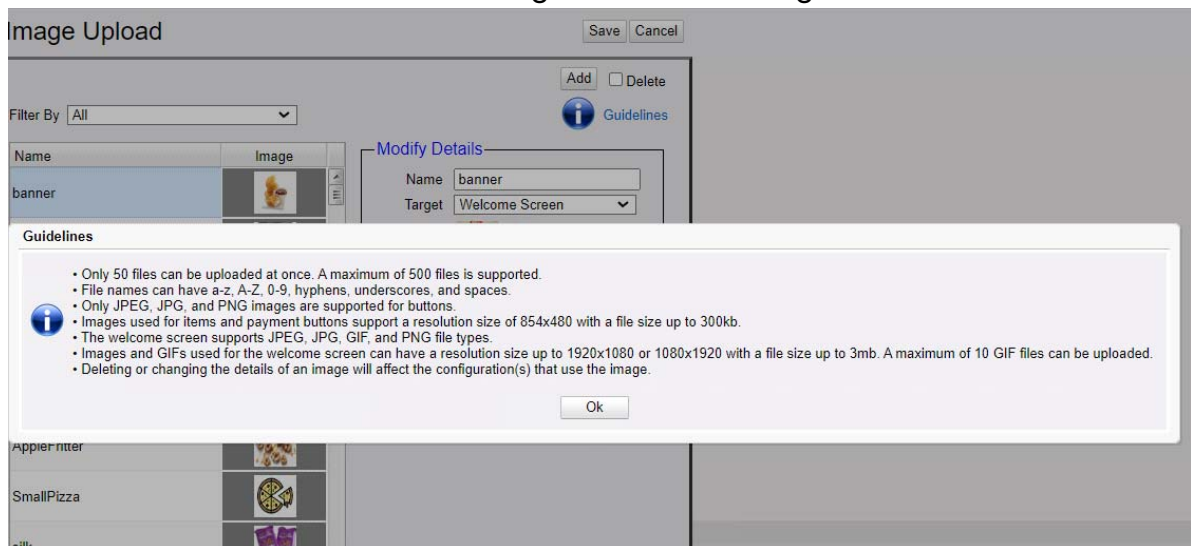 Image Upload
Save Cancel
Add Delete
Filter By All
Guidelines
Name Image
Modify Details
banner
Name banner
Target Welcome Screen
Guidelines
• Only 50 files can be uploaded at once. A maximum of 500 files is supported.
• File names can have a-z, A-Z, 0-9, hyphens, underscores, and spaces.
• Only JPEG, JPG, and PNG images are supported for buttons.
• Images used for items and payment buttons support a resolution size of 854x480 with a file size up to 300kb.
• The welcome screen supports JPEG, JPG, GIF, and PNG file types.
• Images and GIFs used for the welcome screen can have a resolution size up to 1920x1080 or 1080x1920 with a file size up to 3mb. A maximum of 10 GIF files can be uploaded.
• Deleting or changing the details of an image will affect the configuration(s) that use the image.
Ok
AppleFritter
SmallPizza